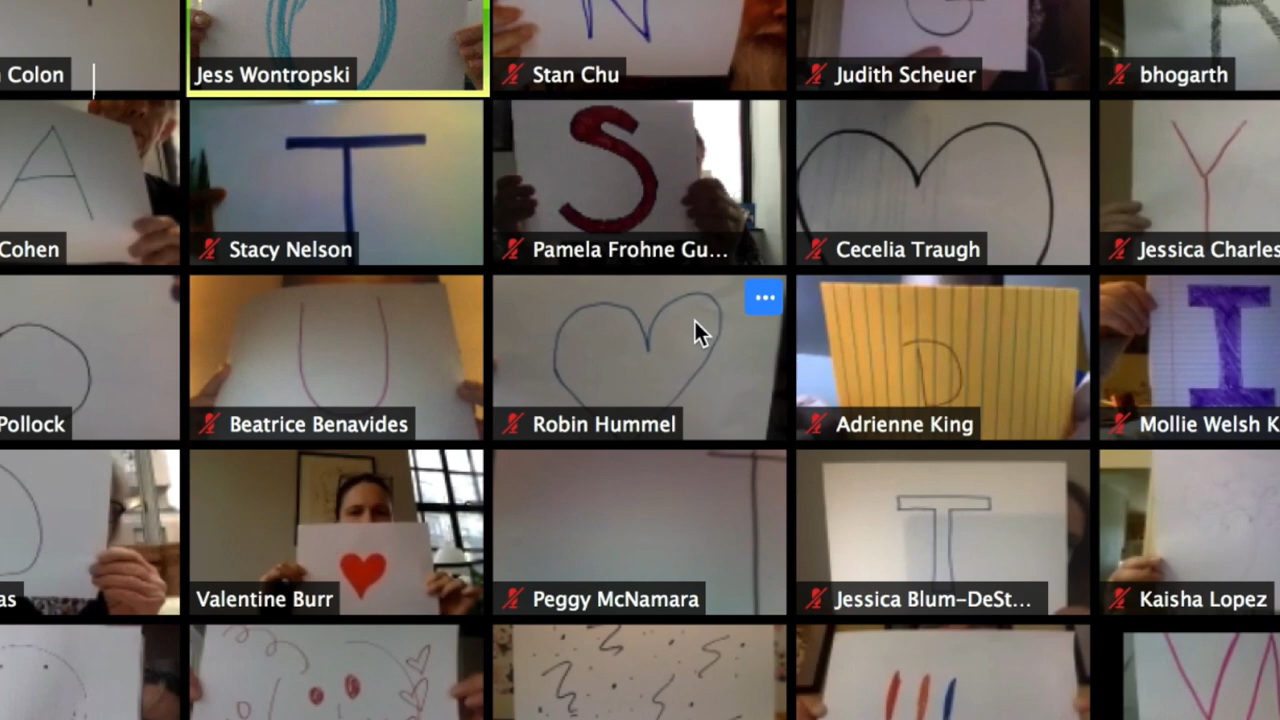 O N G R
Colon Jess Wontropski Stan Chu Judith Scheuer bhogarth
A T S Y
Cohen Stacy Nelson Pamela Frohne Gu... Cecelia Traugh Jessica Charles
O U D I
Pollock Beatrice Benavides Robin Hummel Adrienne King Mollie Welsh K
T T
as Valentine Burr Peggy McNamara Jessica Blum-DeSt... Kaisha Lopez